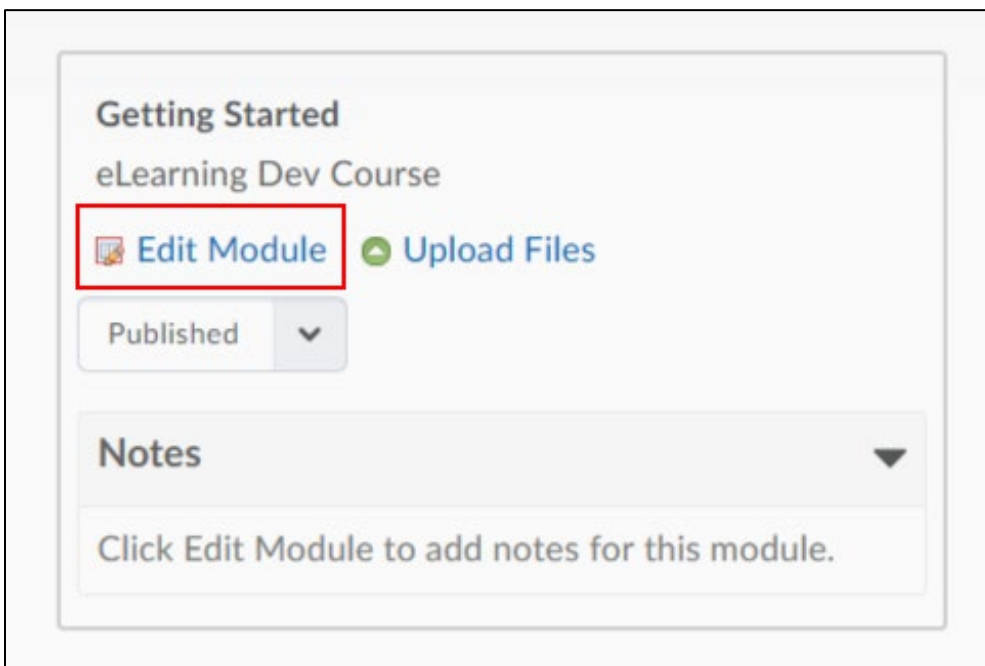 Getting Started
eLearning Dev Course
Edit Module Upload Files
Published
Notes
Click Edit Module to add notes for this module.